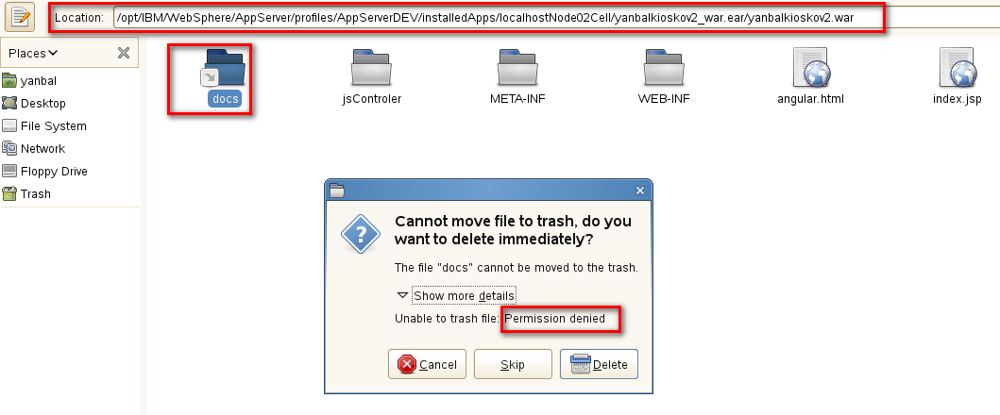 Location: /opt/IBM/WebSphere/AppServer/profiles/AppServerDEV//installedApps/localhostNode02Cell/yanbalkioskov2_war.ear/yanbalkioskov2.war
Places
yanbal
Desktop
File System
Network
Floppy Drive
Trash
docs
jsControler
META-INF
WEB-INF
angular.html
index.jsp
Cannot move file to trash, do you
want to delete immediately?
The file "docs" cannot be moved to the trash.
Show more details
Unable to trash file: Permission denied
Cancel
Skip
Delete